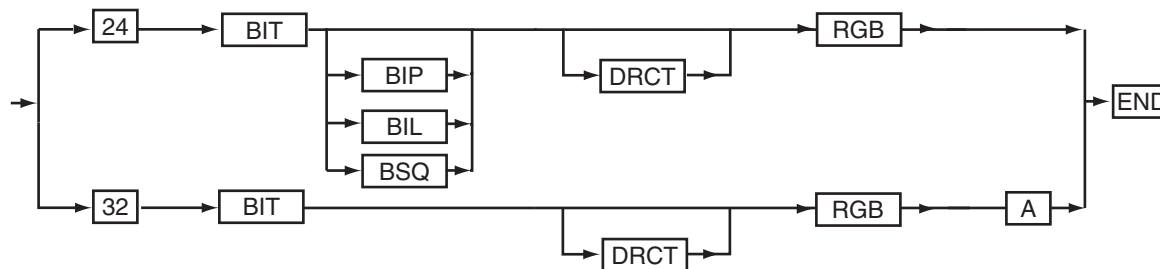 24 BIT RGB
BIP DRCT
BIL
END
BSQ
32 BIT RGB A
DRCT